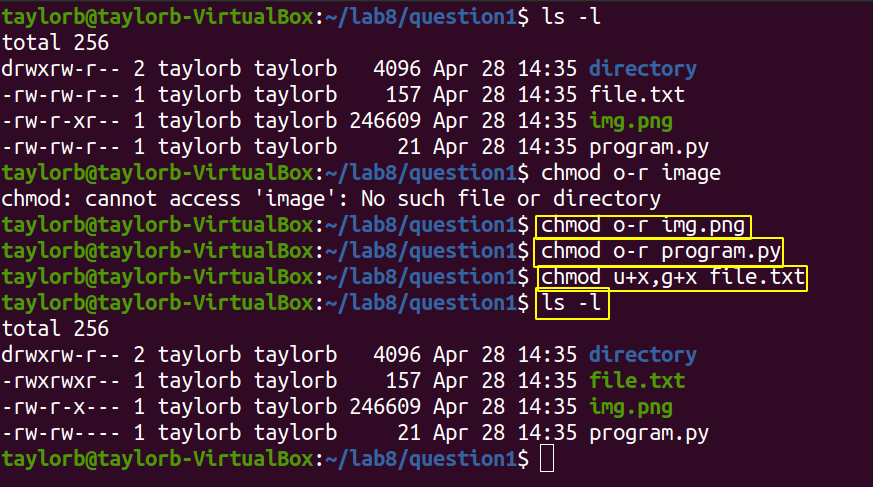 taylorb@taylorb-VirtualBox:~/lab8/question1$ ls -l
total 256
drwxrw-r-- 2 taylorb taylorb   4096 Apr 28 14:35 directory
-rw-rw-r-- 1 taylorb taylorb    157 Apr 28 14:35 file.txt
-rw-r-xr-- 1 taylorb taylorb 246609 Apr 28 14:35 img.png
-rw-rw-r-- 1 taylorb taylorb     21 Apr 28 14:35 program.py
taylorb@taylorb-VirtualBox:~/lab8/question1$ chmod o-r image
chmod: cannot access 'image': No such file or directory
taylorb@taylorb-VirtualBox:~/lab8/question1$ chmod o-r img.png
taylorb@taylorb-VirtualBox:~/lab8/question1$ chmod o-r program.py
taylorb@taylorb-VirtualBox:~/lab8/question1$ chmod u+x,g+x file.txt
taylorb@taylorb-VirtualBox:~/lab8/question1$ ls -l
total 256
drwxrw-r-- 2 taylorb taylorb   4096 Apr 28 14:35 directory
-rwxrwxr-- 1 taylorb taylorb    157 Apr 28 14:35 file.txt
-rw-r-x--- 1 taylorb taylorb 246609 Apr 28 14:35 img.png
-rw-rw---- 1 taylorb taylorb     21 Apr 28 14:35 program.py
taylorb@taylorb-VirtualBox:~/lab8/question1$